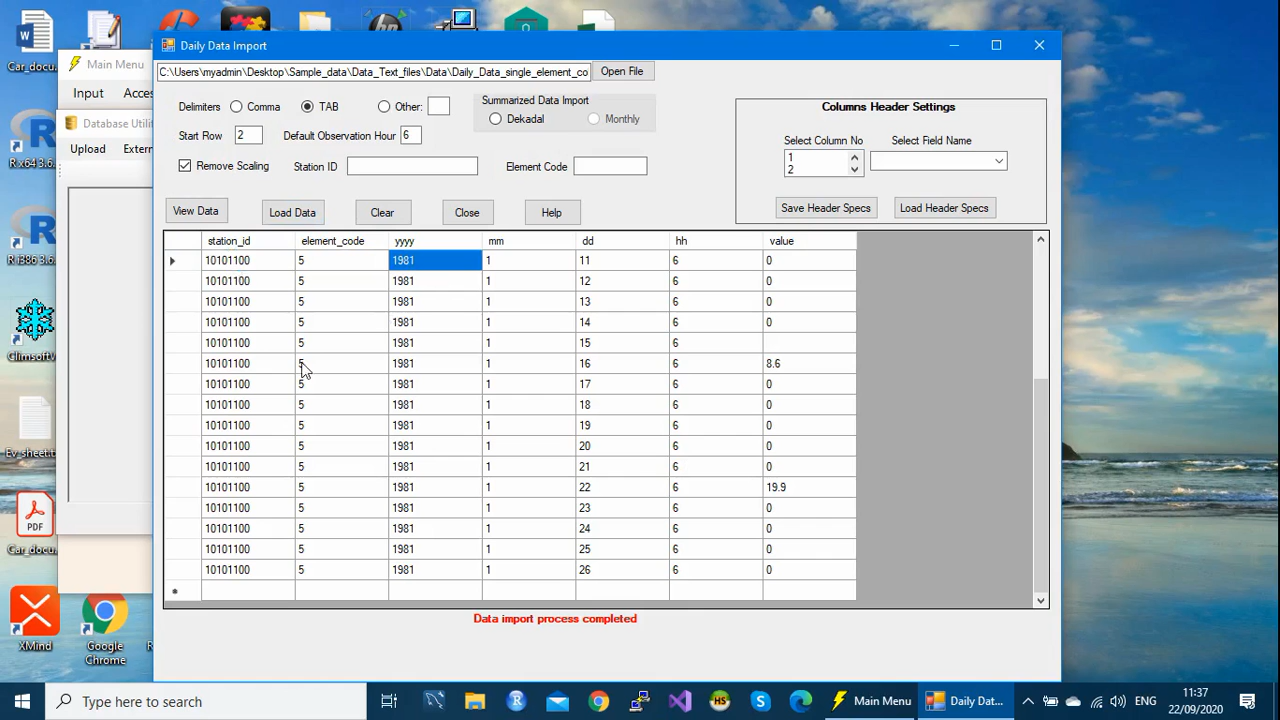 Car_docu.
Main Menu
Input Acces
Database Utilit
Upload Extern
R x64 3.6.
R i386 3.6.
ClimsoftV
Ev_sheet.t
PDF
Car_docu.
XMind
Google
Chrome
Daily Data Import
C:\Users\myadmin\Desktop\Sample_data\Data_Text_files\Data\Daily_Data_single_element_co
Open File
Delimiters Comma TAB Other:
Summarized Data Import
Dekadal Monthly
Start Row 2 Default Observation Hour 6
Remove Scaling Station ID Element Code
Columns Header Settings
Select Column No Select Field Name
1
2
Save Header Specs Load Header Specs
View Data Load Data Clear Close Help
station_id element_code yyyy mm dd hh value
10101100 5 1981 1 11 6 0
10101100 5 1981 1 12 6 0
10101100 5 1981 1 13 6 0
10101100 5 1981 1 14 6 0
10101100 5 1981 1 15 6
10101100 5 1981 1 16 6 8.6
10101100 5 1981 1 17 6 0
10101100 5 1981 1 18 6 0
10101100 5 1981 1 19 6 0
10101100 5 1981 1 20 6 0
10101100 5 1981 1 21 6 0
10101100 5 1981 1 22 6 19.9
10101100 5 1981 1 23 6 0
10101100 5 1981 1 24 6 0
10101100 5 1981 1 25 6 0
10101100 5 1981 1 26 6 0
Data import process completed
Type here to search
Main Menu
Daily Dat...
ENG
11:37
22/09/2020